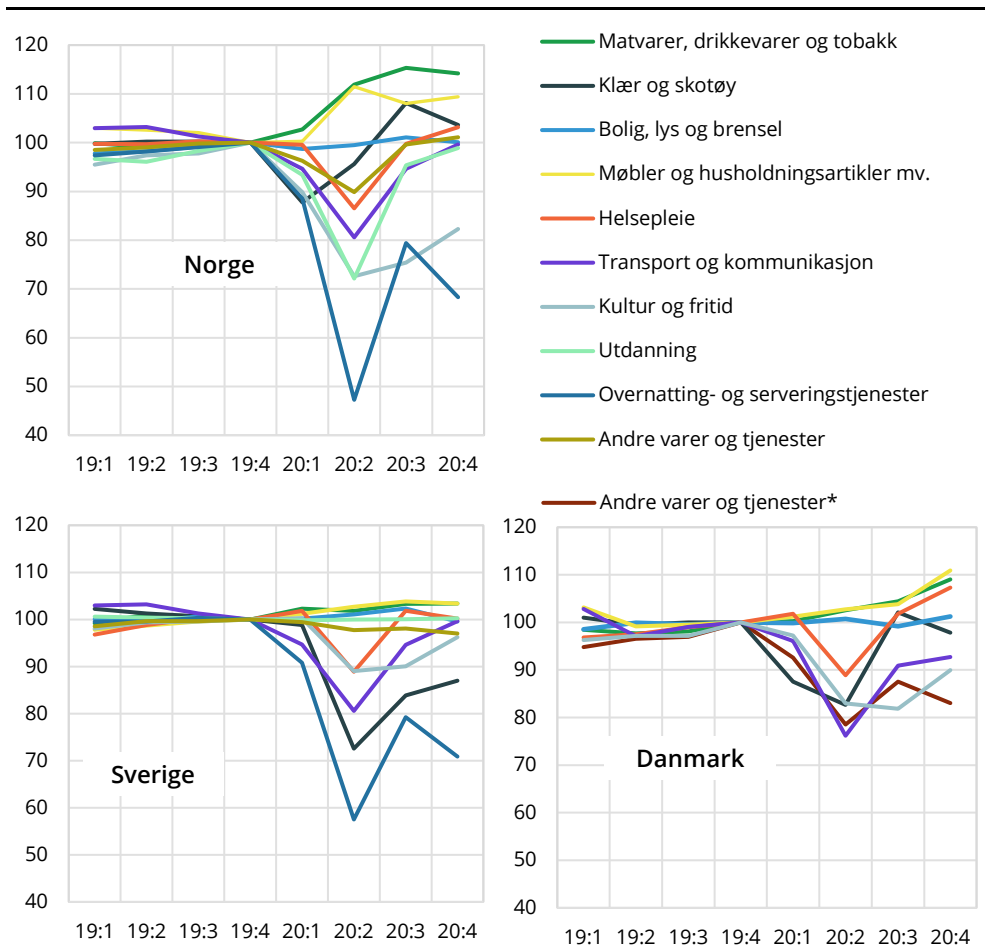 120
110
100
90
80
70
60
50
40
Norge
19:1 19:2 19:3 19:4 20:1 20:2 20:3 20:4
Matvarer, drikkevarer og tobakk
Klær og skotøy
Bolig, lys og brensel
Møbler og husholdningsartikler mv.
Helsepleie
Transport og kommunikasjon
Kultur og fritid
Utdanning
Overnatting- og serveringstjenester
Andre varer og tjenester
Andre varer og tjenester*
120
110
100
90
80
70
60
50
40
Sverige
19:1 19:2 19:3 19:4 20:1 20:2 20:3 20:4
120
110
100
90
80
70
60
50
40
Danmark
19:1 19:2 19:3 19:4 20:1 20:2 20:3 20:4